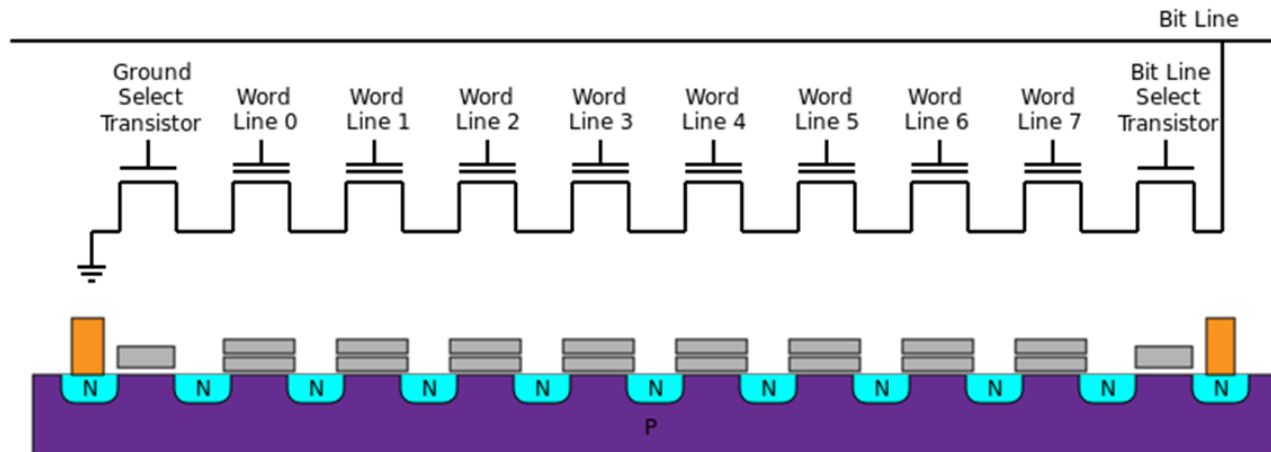 Bit Line
Ground
Select
Transistor
Word
Line 0
Word
Line 1
Word
Line 2
Word
Line 3
Word
Line 4
Word
Line 5
Word
Line 6
Word
Line 7
Bit Line
Select
Transistor
N
N
N
N
N
N
N
N
N
N
N
P